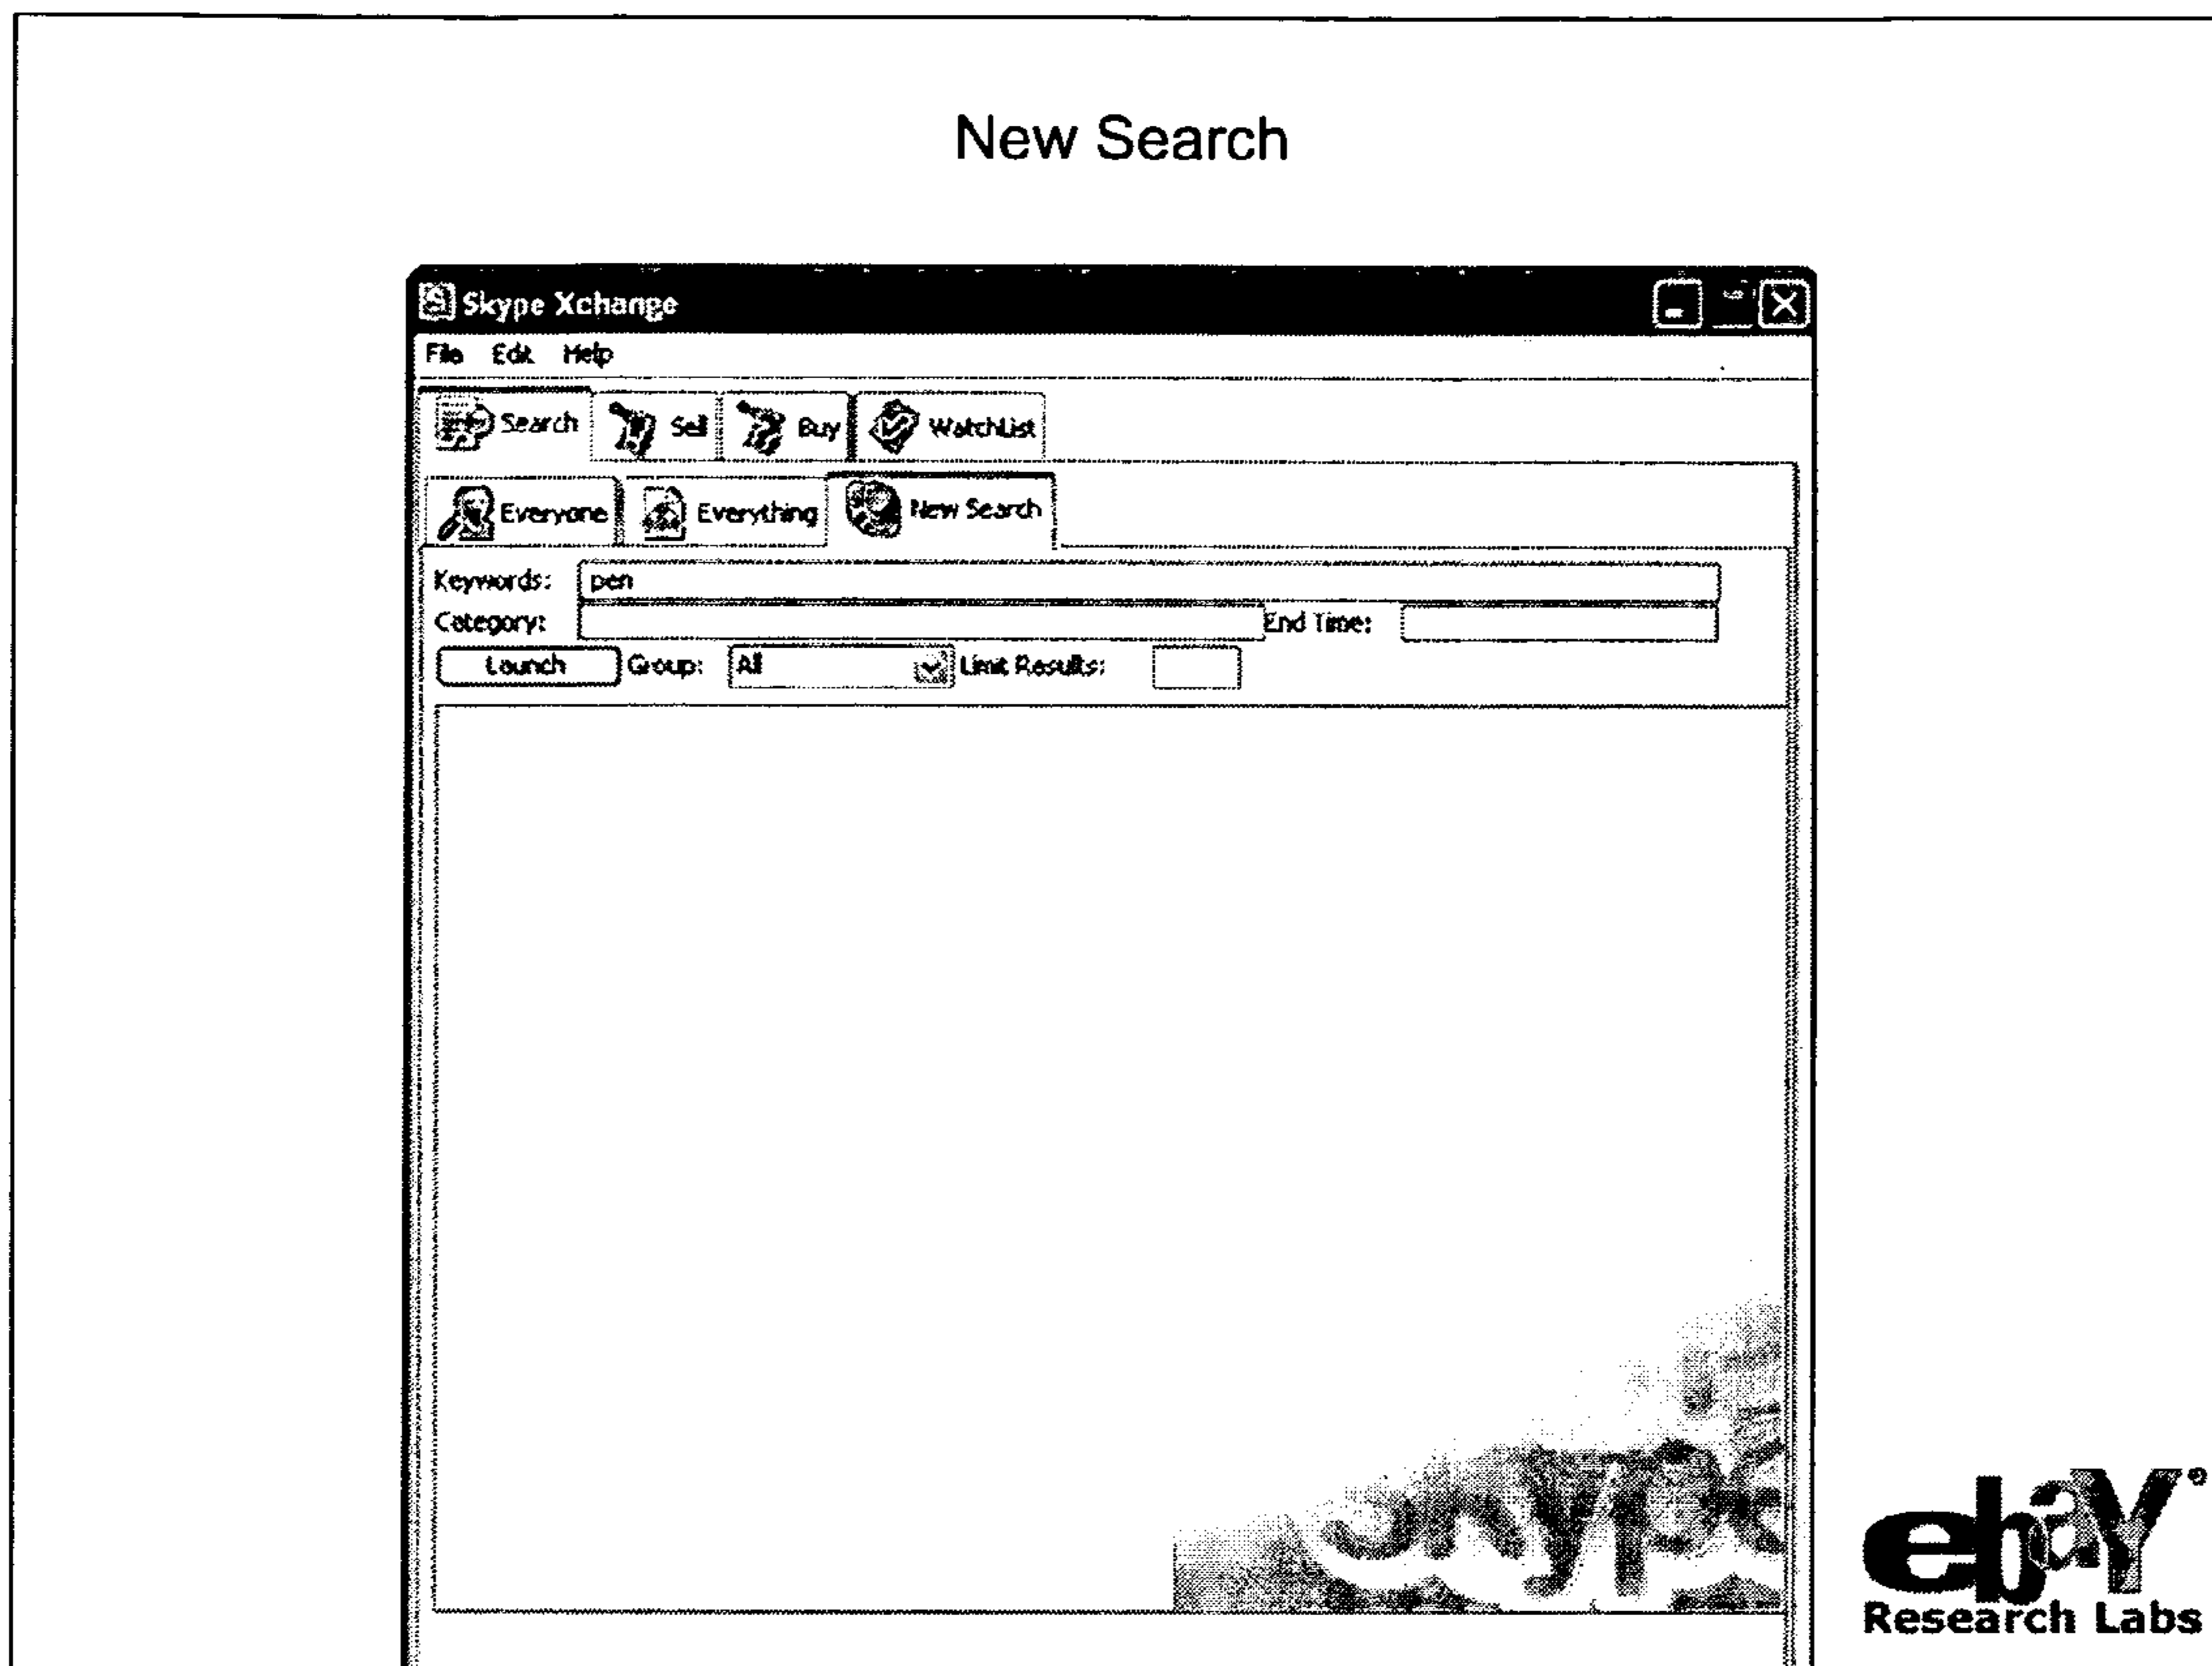 New Search
Skype Xchange
File Edit Help
Search Sell Buy WatchList
Everyone Everything New Search
Keywords: pen
Category: End Time:
Launch Group: All Limit Results:
skype
ebaY®
Research Labs